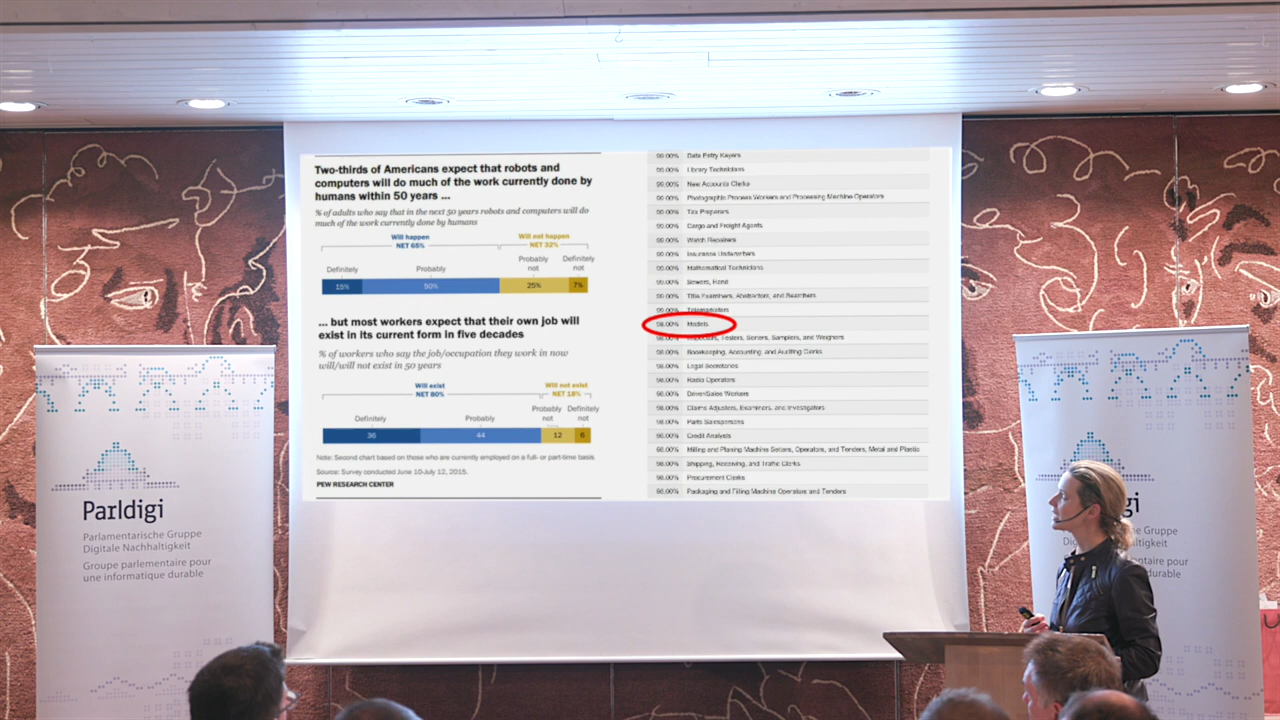 Two-thirds of Americans expect that robots and
computers will do much of the work currently done by
humans within 50 years ...
% of adults who say that in the next 50 years robots and computers will do
much of the work currently done by humans
Will happen
NET 65%
Will not happen
NET 32%
Definitely
Probably
Probably
not
Definitely
not
15%
50%
25%
7%
... but most workers expect that their own job will
exist in its current form in five decades
% of workers who say the job/occupation they work in now
will/will not exist in 50 years
Will exist
NET 80%
Will not exist
NET 18%
Definitely
Probably
Probably
not
Definitely
not
36
44
12
6
Note: Second chart based on those who are currently employed on a full- or part-time basis.
Source: Survey conducted June 10-July 12, 2015.
PEW RESEARCH CENTER
99.00% Data Entry Keyers
99.00% Library Technicians
99.00% New Accounts Clerks
99.00% Photographic Process Workers and Processing Machine Operators
99.00% Tax Preparers
99.00% Cargo and Freight Agents
99.00% Watch Repairers
99.00% Insurance Underwriters
99.00% Mathematical Technicians
99.00% Sewers, Hand
99.00% Title Examiners, Abstractors, and Searchers
99.00% Telemarketers
98.00% Models
98.00% Inspectors, Testers, Sorters, Samplers, and Weighers
98.00% Bookkeeping, Accounting, and Auditing Clerks
98.00% Legal Secretaries
98.00% Radio Operators
98.00% Driver/Sales Workers
98.00% Claims Adjusters, Examiners, and Investigators
98.00% Parts Salespersons
98.00% Credit Analysts
98.00% Milling and Planing Machine Setters, Operators, and Tenders, Metal and Plastic
98.00% Shipping, Receiving, and Traffic Clerks
98.00% Procurement Clerks
98.00% Packaging and Filling Machine Operators and Tenders
Parldigi
Parlamentarische Gruppe
Digitale Nachhaltigkeit
Groupe parlementaire pour
une informatique durable
gi
he Gruppe
Dig ltigkeit
entaire pour
durable